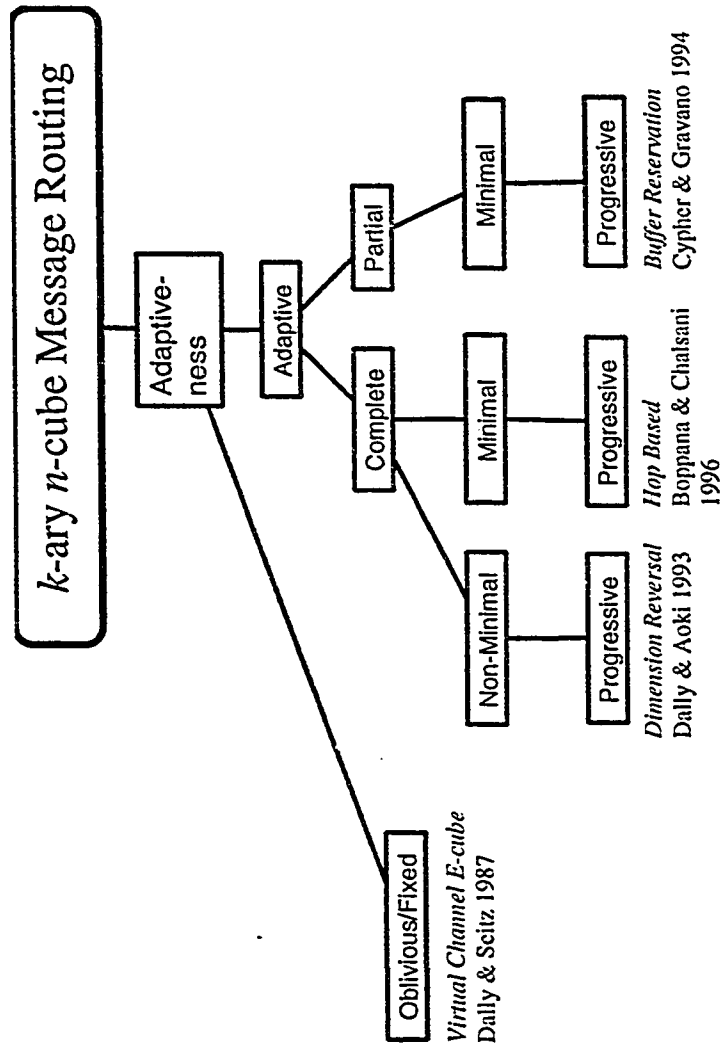 k-ary n-cube Message Routing
Adaptive-
ness
Adaptive
Oblivious/Fixed
Virtual Channel E-cube
Dally & Scitz 1987
Complete
Partial
Non-Minimal
Minimal
Minimal
Progressive
Progressive
Progressive
Dimension Reversal
Dally & Aoki 1993
Hop Based
Boppana & Chalsani
1996
Buffer Reservation
Cypher & Gravano 1994